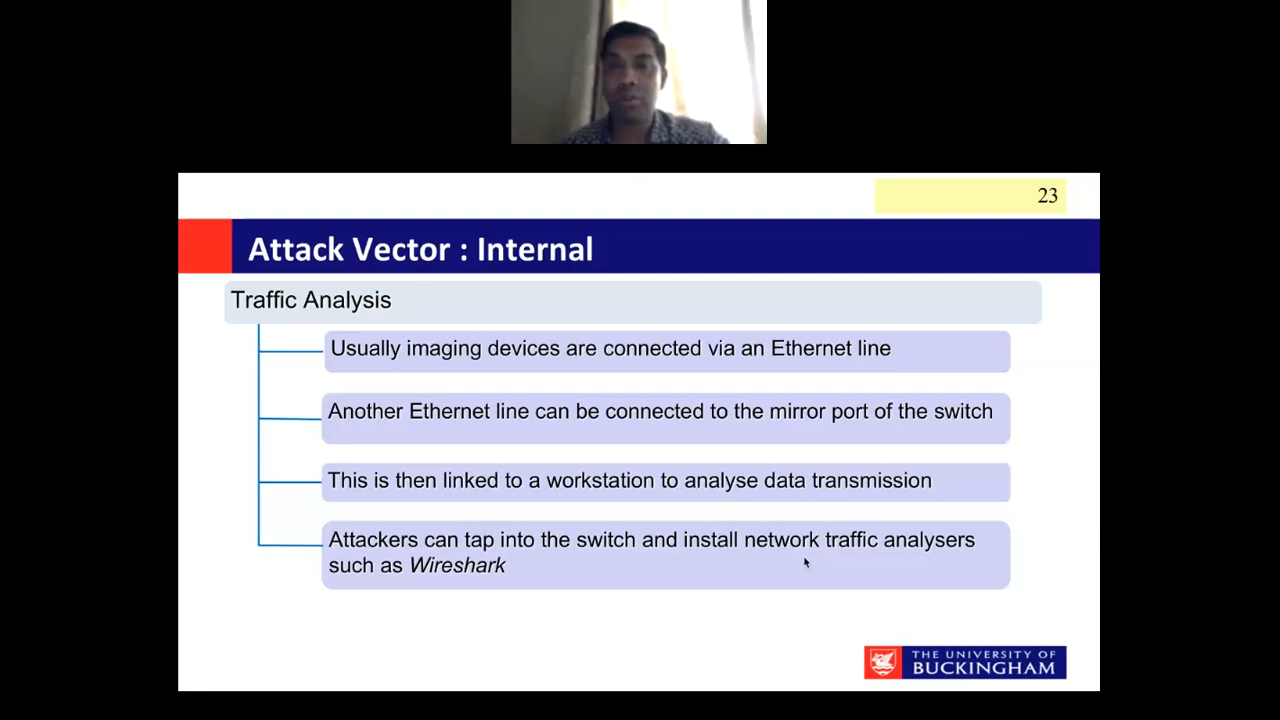 23
Attack Vector : Internal
Traffic Analysis
Usually imaging devices are connected via an Ethernet line
Another Ethernet line can be connected to the mirror port of the switch
This is then linked to a workstation to analyse data transmission
Attackers can tap into the switch and install network traffic analysers
such as Wireshark
THE UNIVERSITY OF
BUCKINGHAM